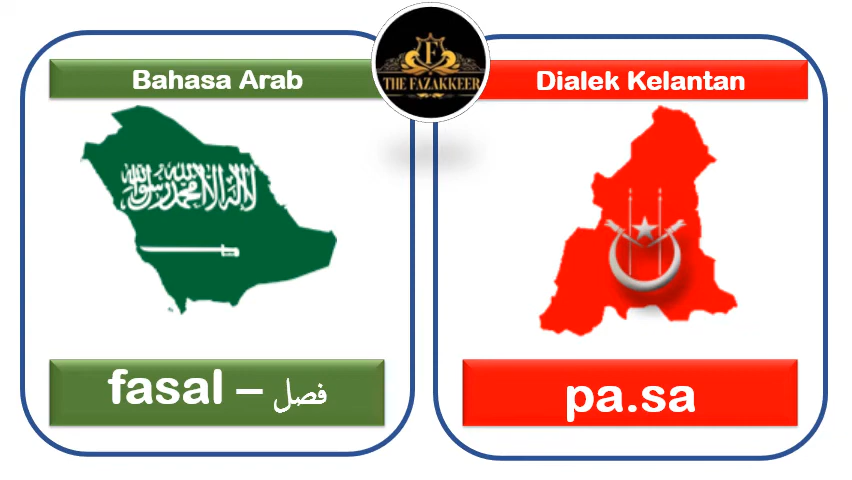 THE FAZAKKEER
Bahasa Arab
Dialek Kelantan
لا إله إلا الله محمد رسول الله
fasal – فصل
pa.sa